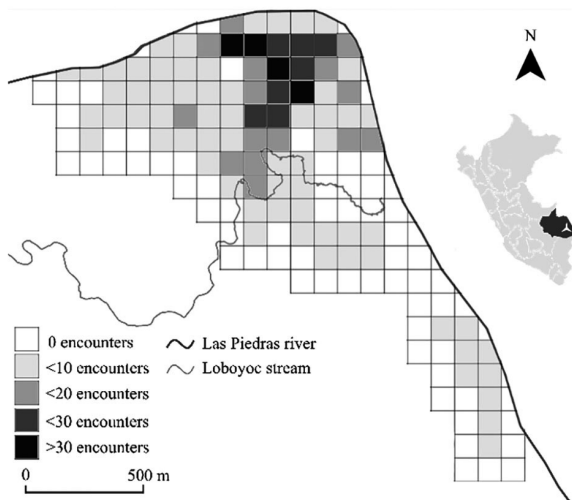 N
0 encounters
<10 encounters
<20 encounters
<30 encounters
>30 encounters
Las Piedras river
Loboyoc stream
0 500 m